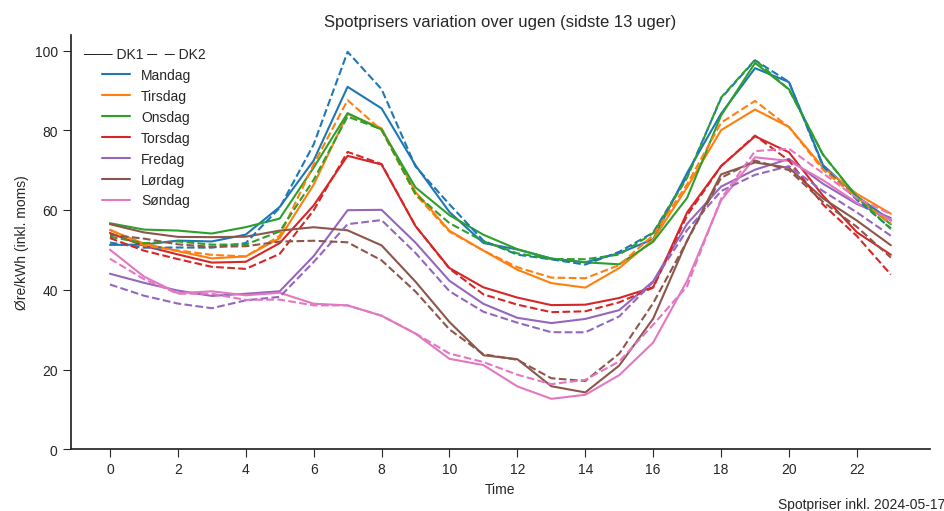 Spotprisers variation over ugen (sidste 13 uger)
Øre/kWh (inkl. moms)
100
80
60
40
20
0
DK1 DK2
Mandag
Tirsdag
Onsdag
Torsdag
Fredag
Lørdag
Søndag
0 2 4 6 8 10 12 14 16 18 20 22
Time
Spotpriser inkl. 2024-05-17